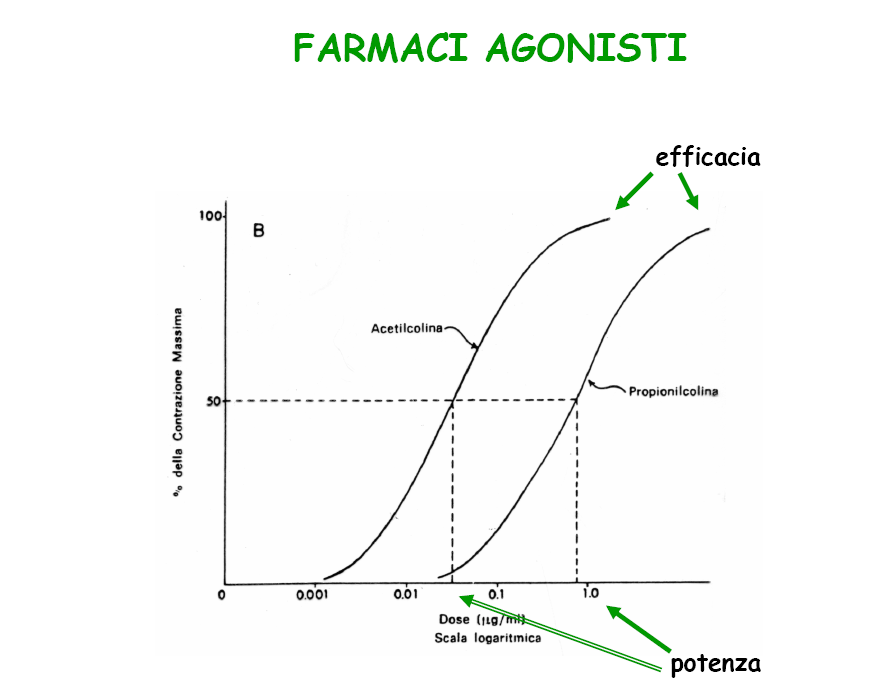 FARMACI AGONISTI
efficacia
100
B
% della Contrazione Massima
Acetilcolina
50
Propionilcolina
0 0.001 0.01 0.1 1.0
Dose (µg/ml)
Scala logaritmica
potenza